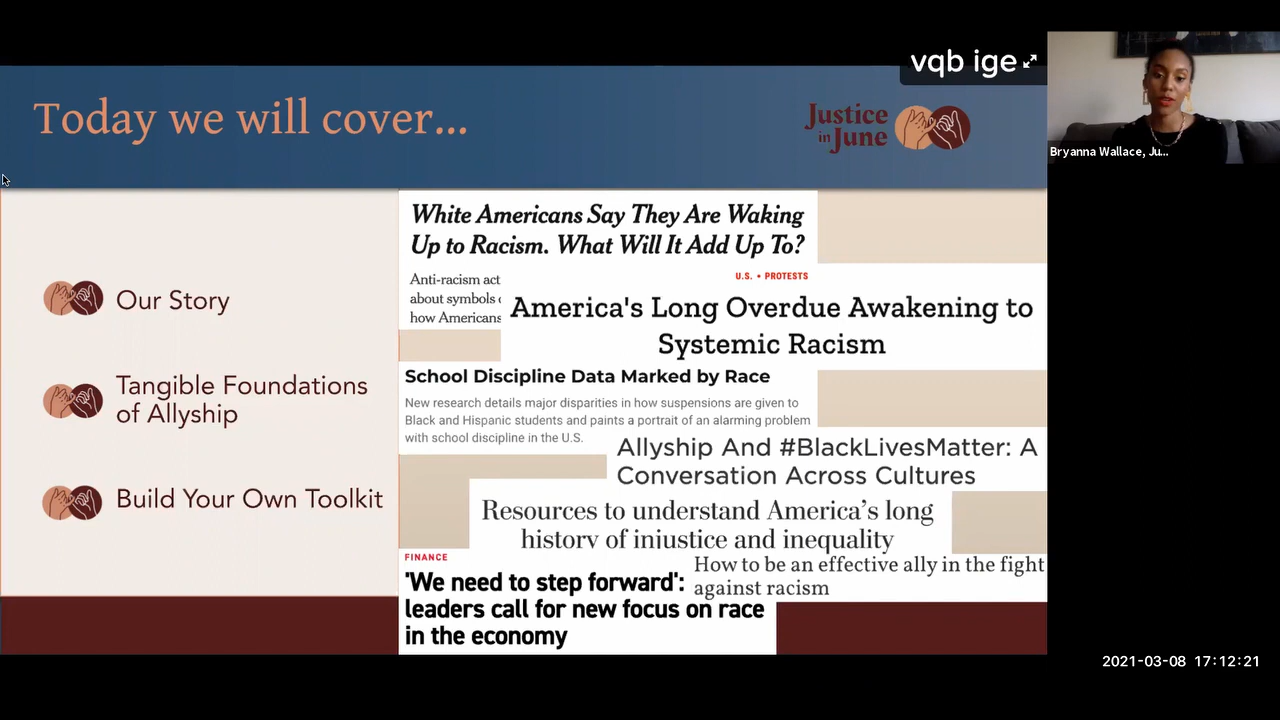 vqb ige
Today we will cover...
Justice
in June
Bryanna Wallace, Ju...
Our Story
Tangible Foundations
of Allyship
Build Your Own Toolkit
White Americans Say They Are Waking
Up to Racism. What Will It Add Up To?
Anti-racism act
about symbols
how Americans
U.S. • PROTESTS
America's Long Overdue Awakening to
Systemic Racism
School Discipline Data Marked by Race
New research details major disparities in how suspensions are given to
Black and Hispanic students and paints a portrait of an alarming problem
with school discipline in the U.S.
Allyship And #BlackLivesMatter: A
Conversation Across Cultures
Resources to understand America's long
history of injustice and inequality
How to be an effective ally in the fight
against racism
FINANCE
'We need to step forward':
leaders call for new focus on race
in the economy
2021-03-08 17:12:21